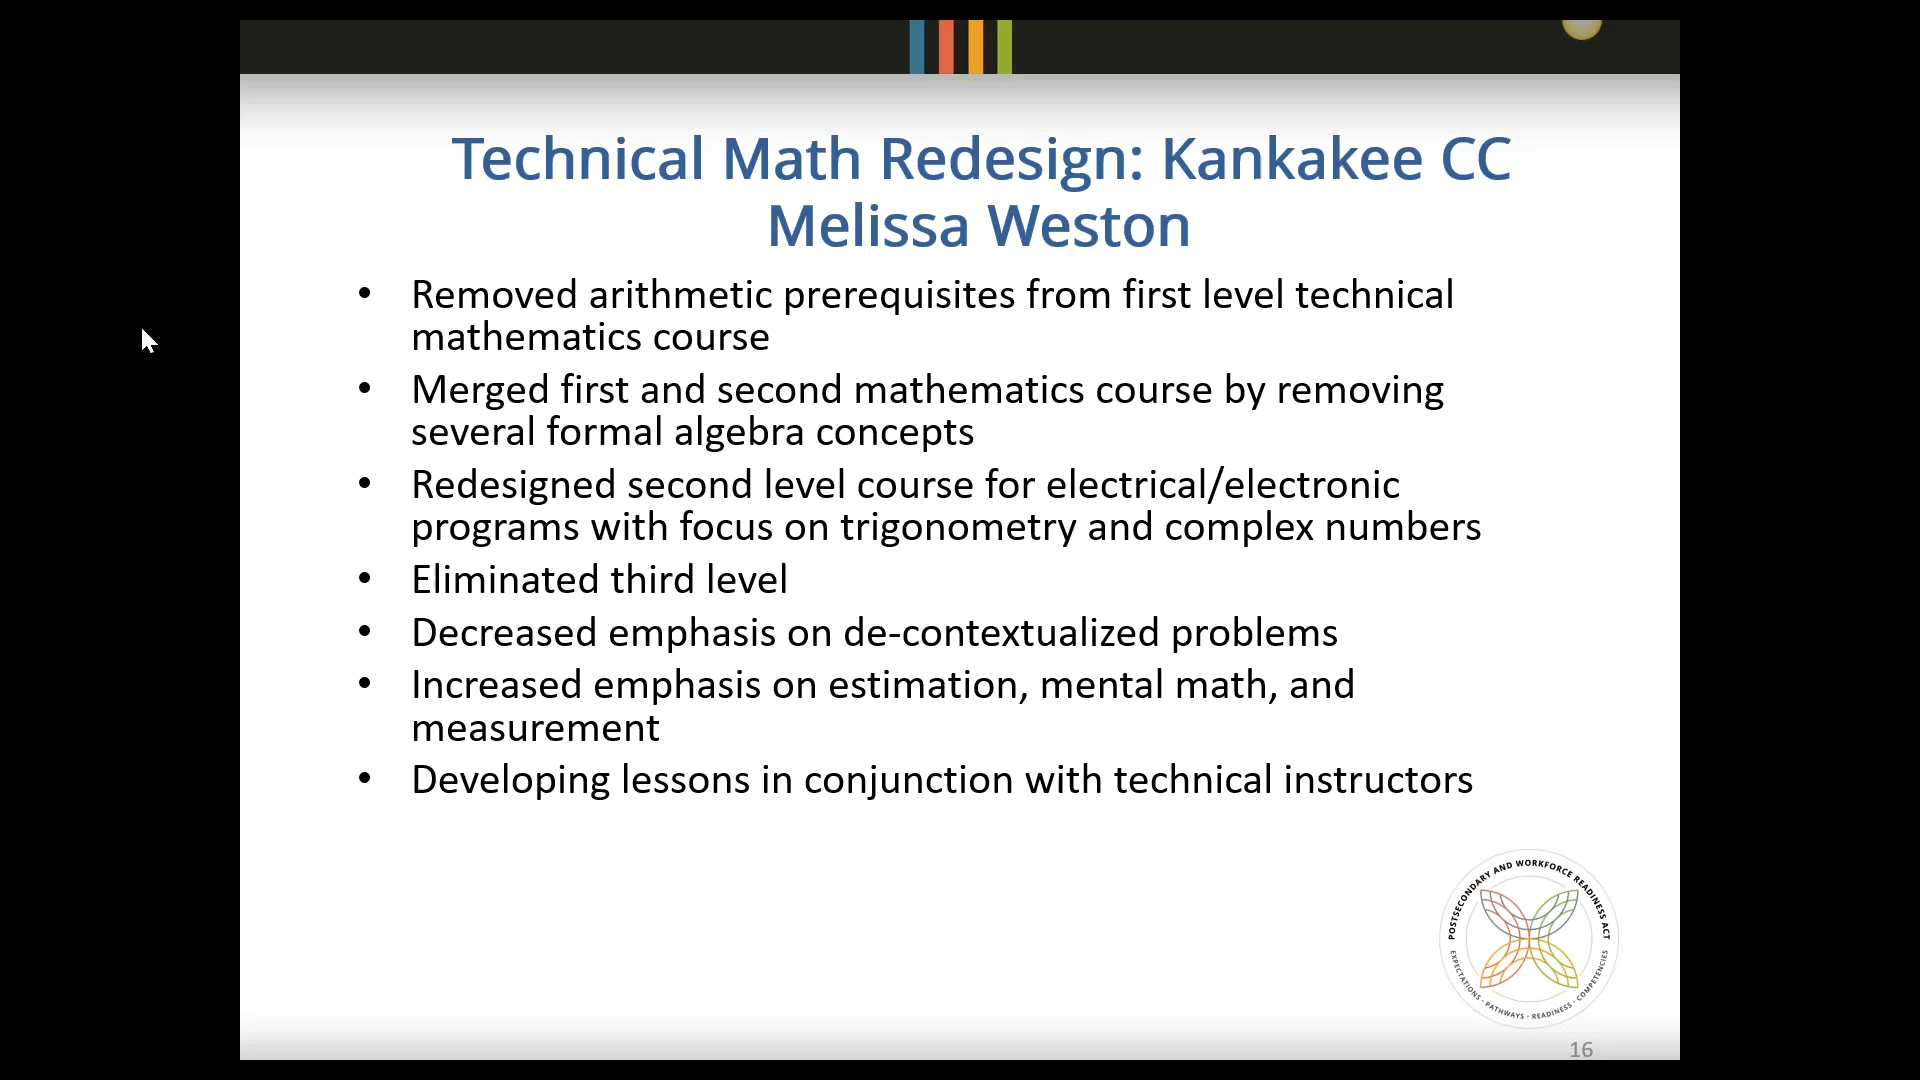 Technical Math Redesign: Kankakee CC
Melissa Weston
• Removed arithmetic prerequisites from first level technical
mathematics course
• Merged first and second mathematics course by removing
several formal algebra concepts
• Redesigned second level course for electrical/electronic
programs with focus on trigonometry and complex numbers
• Eliminated third level
• Decreased emphasis on de-contextualized problems
• Increased emphasis on estimation, mental math, and
measurement
• Developing lessons in conjunction with technical instructors
POSTSECONDARY AND WORKFORCE READINESS ACT
EXPECTATIONS · PATHWAYS · READINESS · COMPETENCIES
16